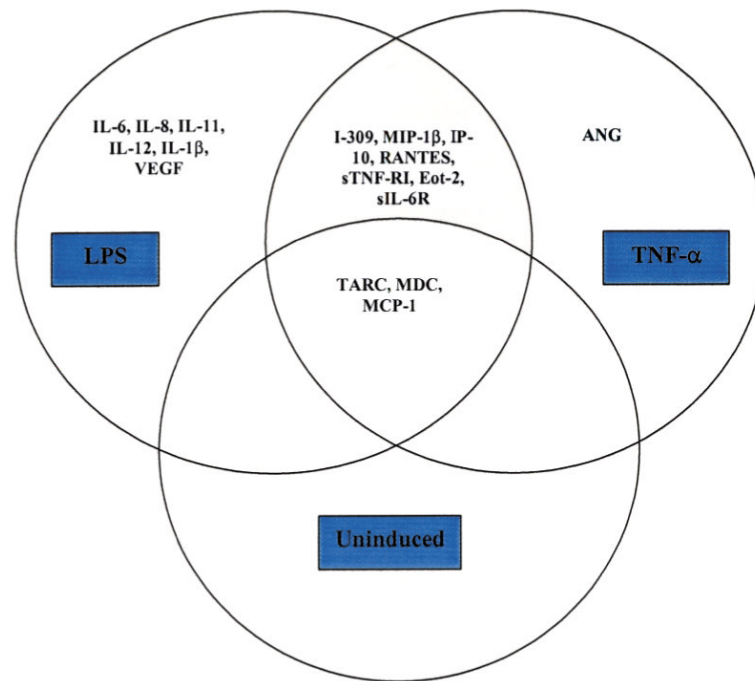 IL-6, IL-8, IL-11,
IL-12, IL-1β,
VEGF
I-309, MIP-1β, IP-
10, RANTES,
sTNF-RI, Eot-2,
sIL-6R
ANG
LPS
TNF-α
TARC, MDC,
MCP-1
Uninduced